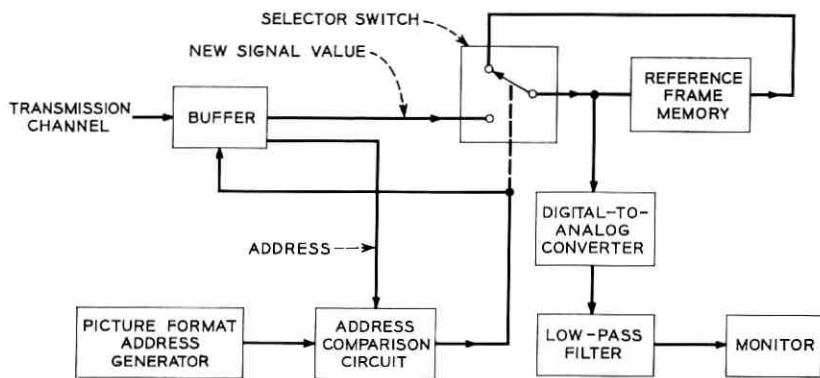 SELECTOR SWITCH
NEW SIGNAL VALUE
TRANSMISSION
CHANNEL
BUFFER
REFERENCE
FRAME
MEMORY
ADDRESS
DIGITAL-TO-
ANALOG
CONVERTER
PICTURE FORMAT
ADDRESS
GENERATOR
ADDRESS
COMPARISON
CIRCUIT
LOW-PASS
FILTER
MONITOR